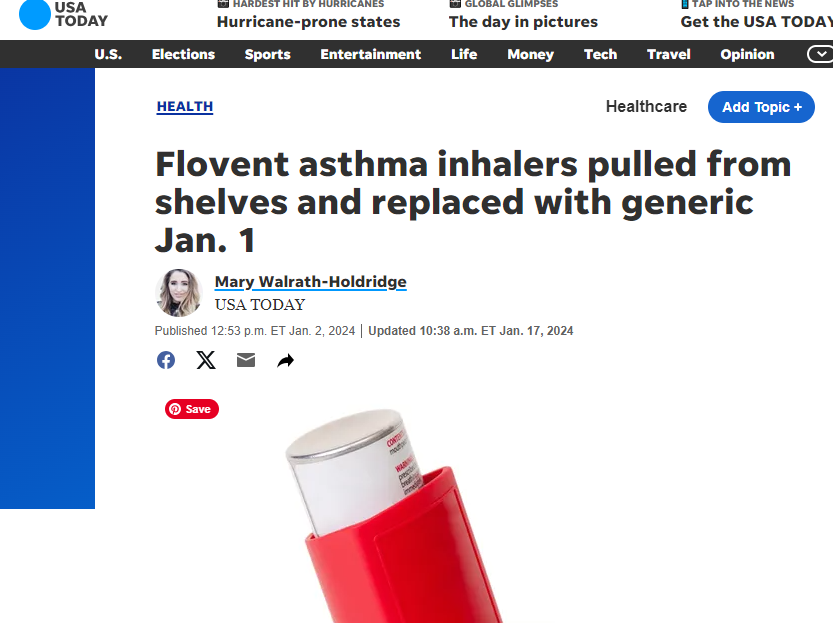 USA
TODAY
HARDEST HIT BY HURRICANES
Hurricane-prone states
GLOBAL GLIMPSES
The day in pictures
TAP INTO THE NEWS
Get the USA TODAY
U.S. Elections Sports Entertainment Life Money Tech Travel Opinion
HEALTH
Healthcare
Add Topic +
Flovent asthma inhalers pulled from
shelves and replaced with generic
Jan. 1
Mary Walrath-Holdridge
USA TODAY
Published 12:53 p.m. ET Jan. 2, 2024 | Updated 10:38 a.m. ET Jan. 17, 2024
Save